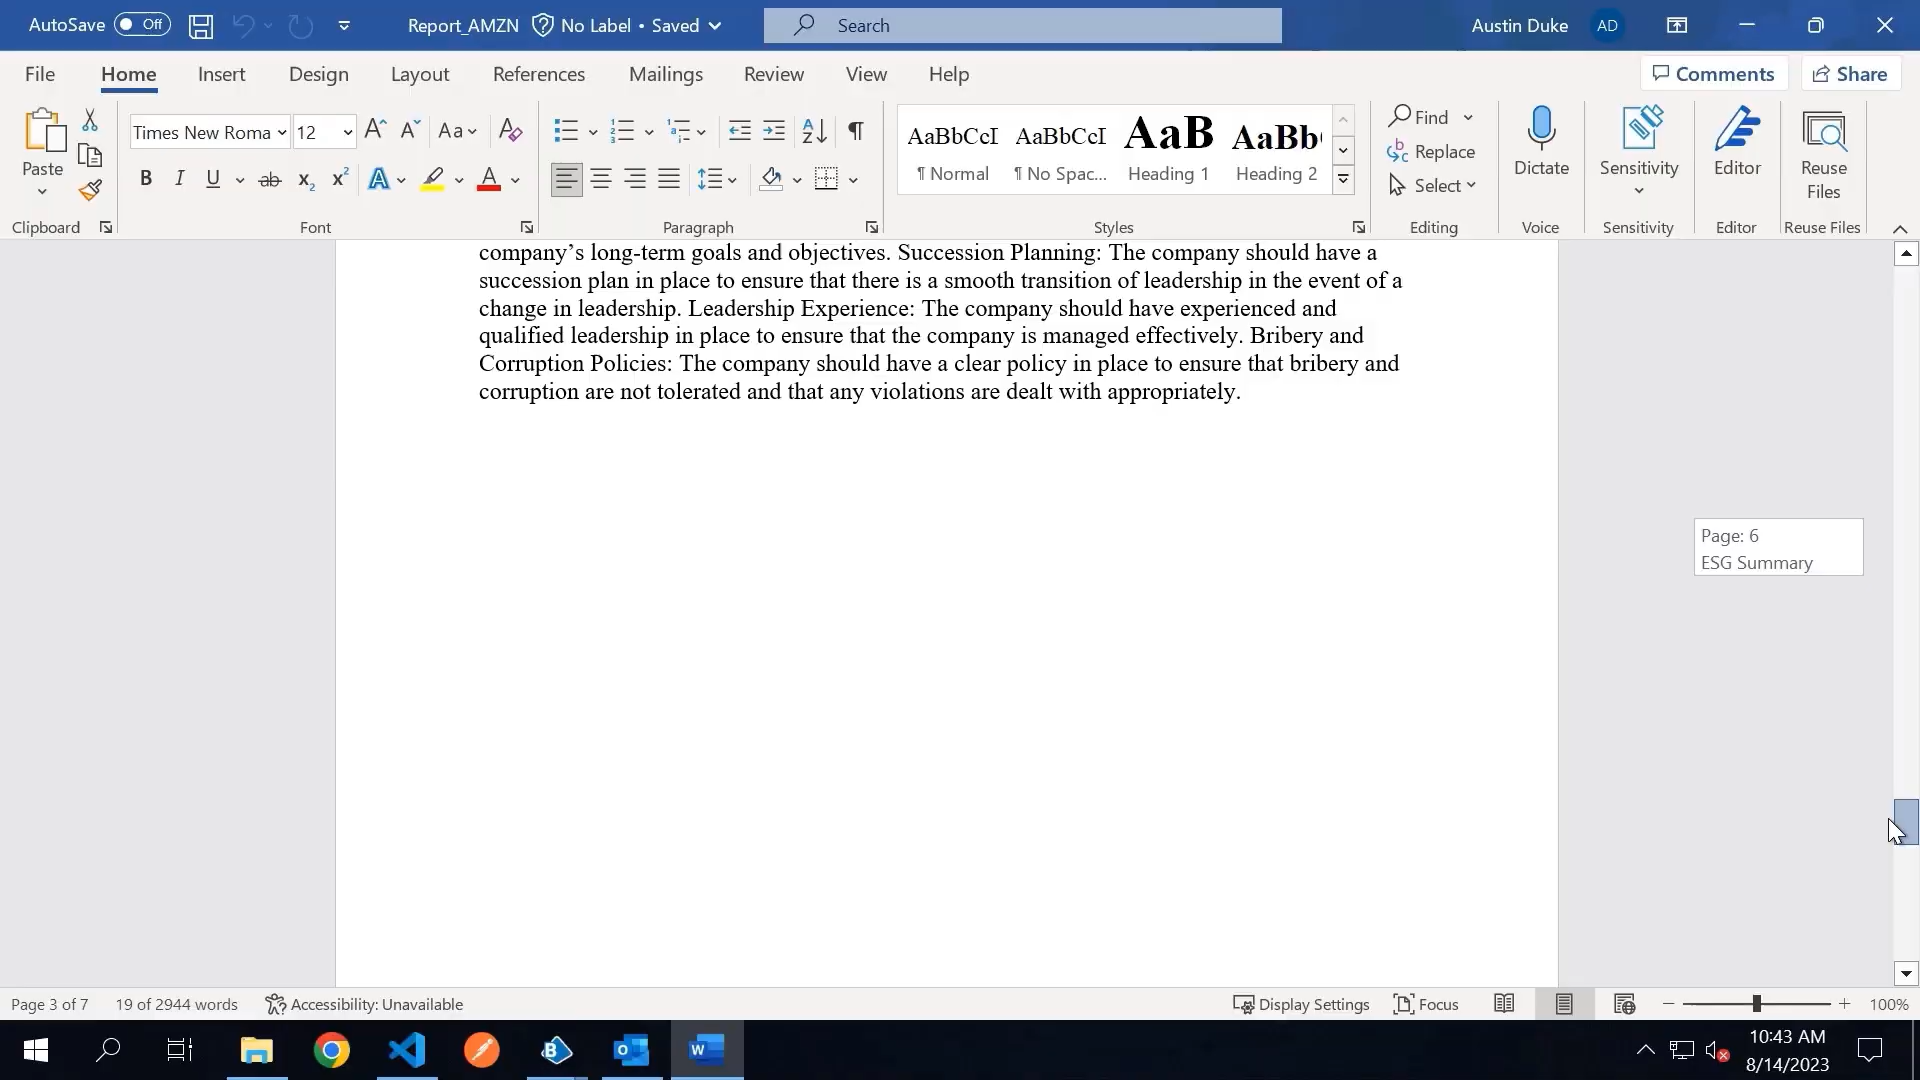 AutoSave Off Report_AMZN No Label • Saved Search Austin Duke AD
File Home Insert Design Layout References Mailings Review View Help Comments Share
Paste
Times New Roma 12
Aa
B I U ab x₂ x² A A
AaBbCcI AaBbCcI AaB AaBb(
¶ Normal ¶ No Spac... Heading 1 Heading 2
Find
Replace
Select
Dictate
Sensitivity
Editor
Reuse
Files
Clipboard Font Paragraph Styles Editing Voice Sensitivity Editor Reuse Files
company’s long-term goals and objectives. Succession Planning: The company should have a
succession plan in place to ensure that there is a smooth transition of leadership in the event of a
change in leadership. Leadership Experience: The company should have experienced and
qualified leadership in place to ensure that the company is managed effectively. Bribery and
Corruption Policies: The company should have a clear policy in place to ensure that bribery and
corruption are not tolerated and that any violations are dealt with appropriately.
Page: 6
ESG Summary
Page 3 of 7 19 of 2944 words Accessibility: Unavailable Display Settings Focus 100%
10:43 AM
8/14/2023